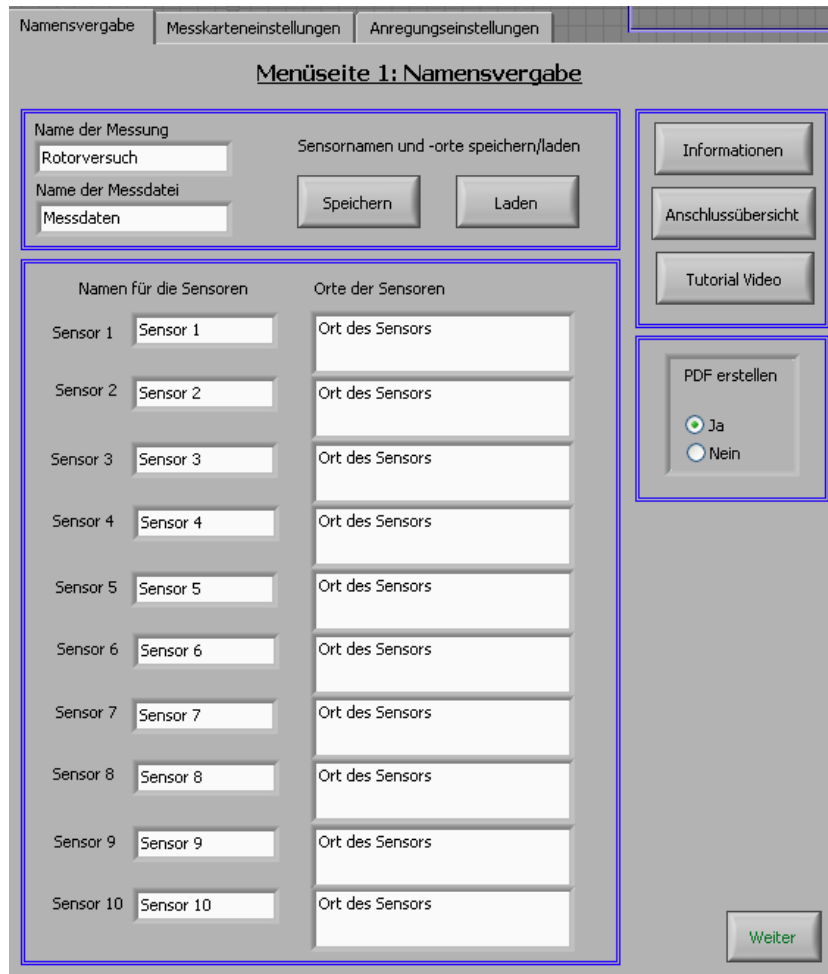 Namensvergabe Messkarteneinstellungen Anregungseinstellungen
Menüseite 1: Namensvergabe
Name der Messung
Rotorversuch
Name der Messdatei
Messdaten
Sensornamen und -orte speichern/laden
Speichern Laden
Informationen
Anschlussübersicht
Tutorial Video
PDF erstellen
Ja
Nein
Namen für die Sensoren Orte der Sensoren
Sensor 1 Sensor 1 Ort des Sensors
Sensor 2 Sensor 2 Ort des Sensors
Sensor 3 Sensor 3 Ort des Sensors
Sensor 4 Sensor 4 Ort des Sensors
Sensor 5 Sensor 5 Ort des Sensors
Sensor 6 Sensor 6 Ort des Sensors
Sensor 7 Sensor 7 Ort des Sensors
Sensor 8 Sensor 8 Ort des Sensors
Sensor 9 Sensor 9 Ort des Sensors
Sensor 10 Sensor 10 Ort des Sensors
Weiter